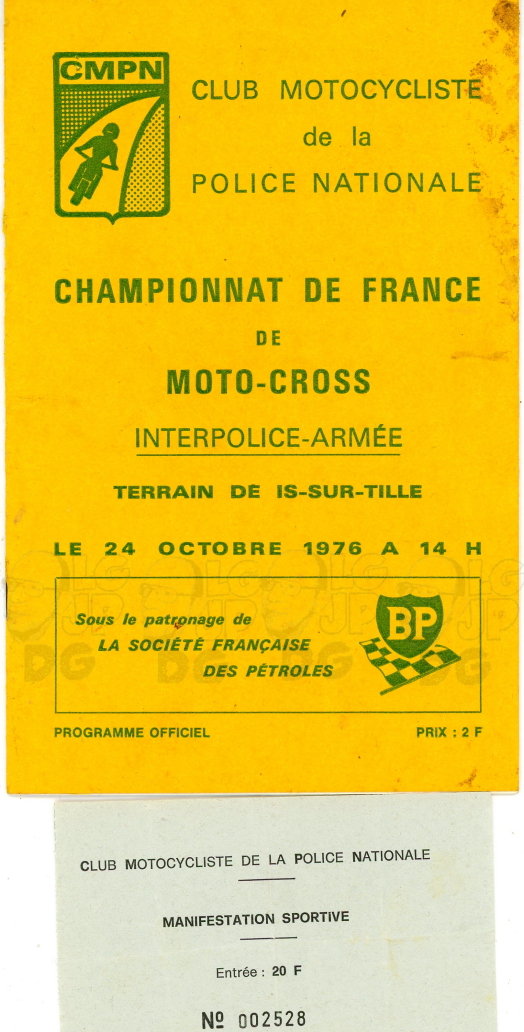 CMPN
CLUB MOTOCYCLISTE
de la
POLICE NATIONALE
CHAMPIONNAT DE FRANCE
DE
MOTO-CROSS
INTERPOLICE-ARMÉE
TERRAIN DE IS-SUR-TILLE
LE 24 OCTOBRE 1976 A 14 H
Sous le patronage de
LA SOCIÉTÉ FRANÇAISE
DES PÉTROLES
BP
PROGRAMME OFFICIEL
PRIX : 2 F
CLUB MOTOCYCLISTE DE LA POLICE NATIONALE
MANIFESTATION SPORTIVE
Entrée : 20 F
Nº 002528